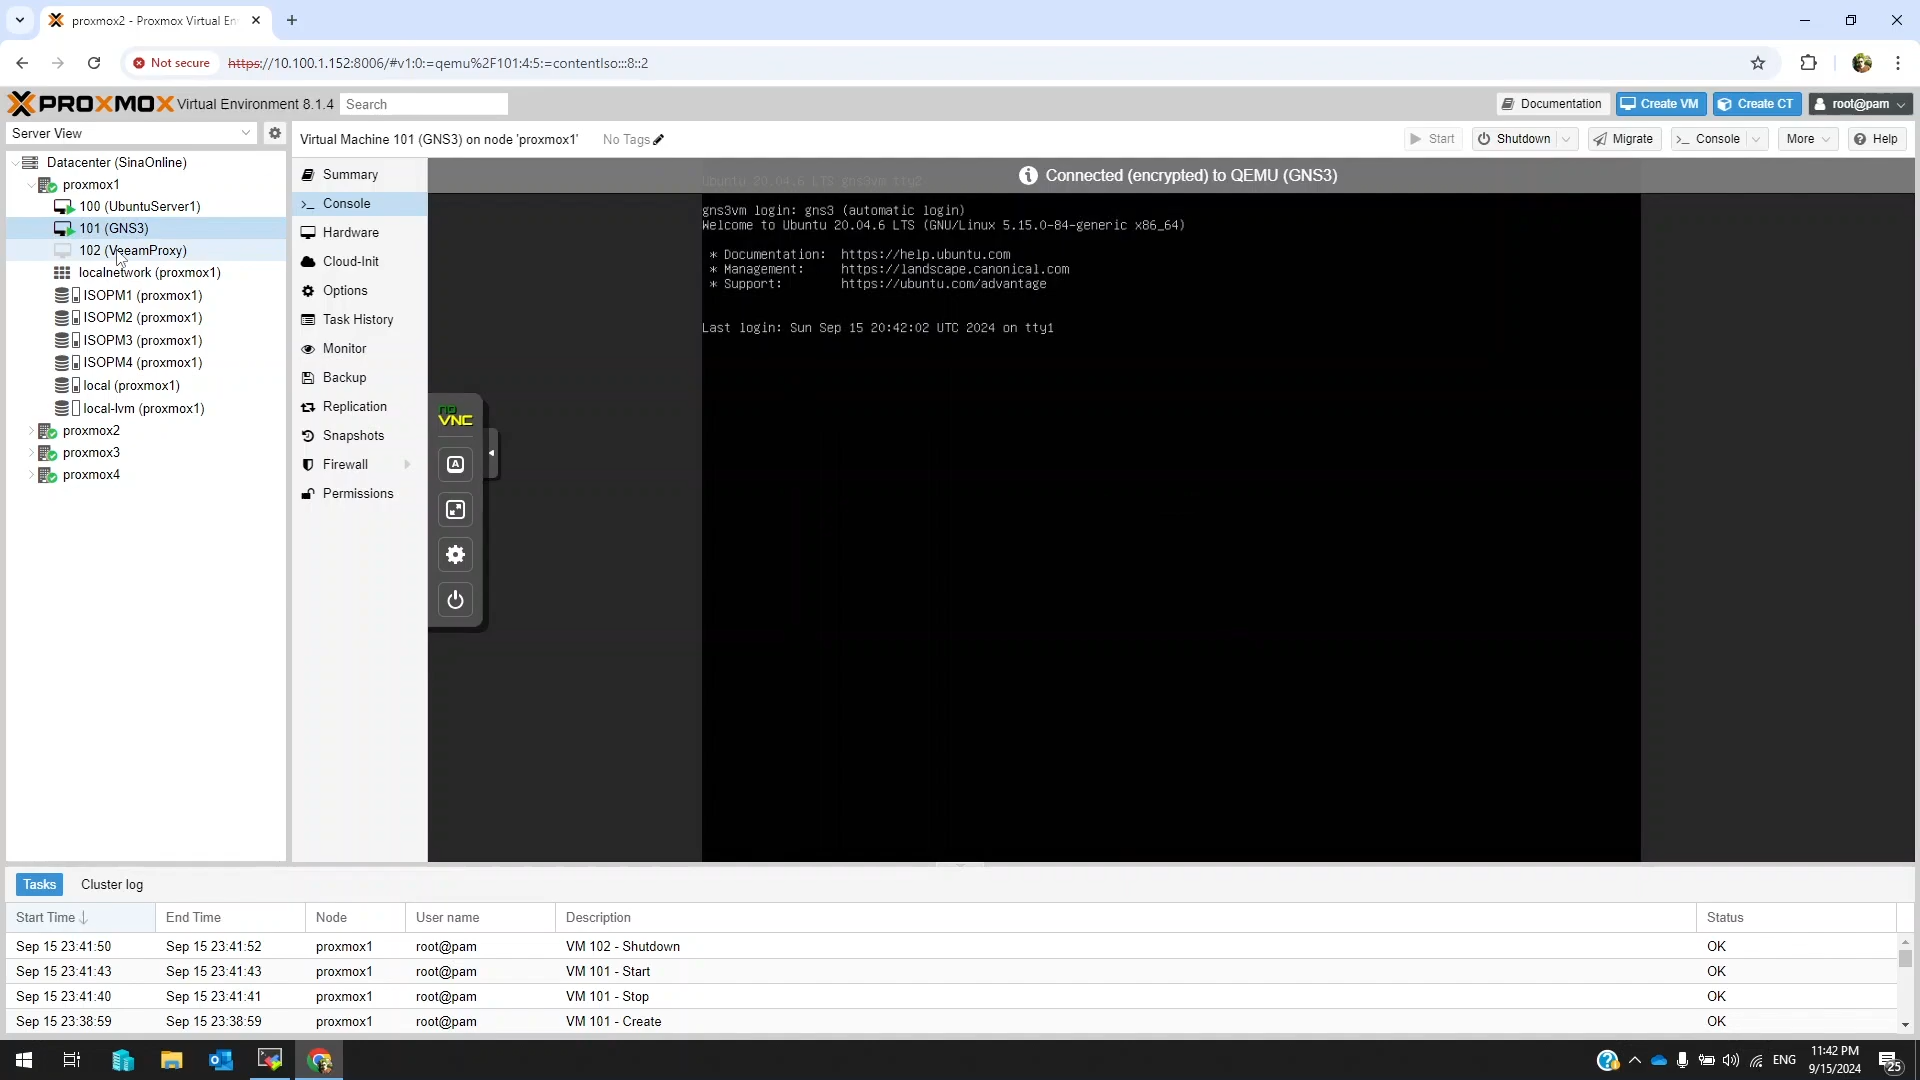 proxmox2 - Proxmox Virtual En
Not secure
https://10.100.1.152:8006/#v1:0:=qemu%2F101:4:5:=contentIso:::8::2
PROXMOX Virtual Environment 8.1.4 Search
Documentation Create VM Create CT root@pam
Server View
Virtual Machine 101 (GNS3) on node 'proxmox1' No Tags
Start Shutdown Migrate >_ Console More Help
Datacenter (SinaOnline)
proxmox1
100 (UbuntuServer1)
101 (GNS3)
102 (VeeamProxy)
localnetwork (proxmox1)
ISOPM1 (proxmox1)
ISOPM2 (proxmox1)
ISOPM3 (proxmox1)
ISOPM4 (proxmox1)
local (proxmox1)
local-lvm (proxmox1)
proxmox2
proxmox3
proxmox4
Summary
>_ Console
Hardware
Cloud-Init
Options
Task History
Monitor
Backup
Replication
Snapshots
Firewall
Permissions
Connected (encrypted) to QEMU (GNS3)
Ubuntu 20.04.6 LTS gns3vm tty2
gns3vm login: gns3 (automatic login)
Welcome to Ubuntu 20.04.6 LTS (GNU/Linux 5.15.0-84-generic x86_64)
* Documentation: https://help.ubuntu.com
* Management: https://landscape.canonical.com
* Support: https://ubuntu.com/advantage
Last login: Sun Sep 15 20:42:02 UTC 2024 on tty1
no
VNC
A
Tasks Cluster log
Start Time End Time Node User name Description Status
Sep 15 23:41:50 Sep 15 23:41:52 proxmox1 root@pam VM 102 - Shutdown OK
Sep 15 23:41:43 Sep 15 23:41:43 proxmox1 root@pam VM 101 - Start OK
Sep 15 23:41:40 Sep 15 23:41:41 proxmox1 root@pam VM 101 - Stop OK
Sep 15 23:38:59 Sep 15 23:38:59 proxmox1 root@pam VM 101 - Create OK
ENG
11:42 PM
9/15/2024
25